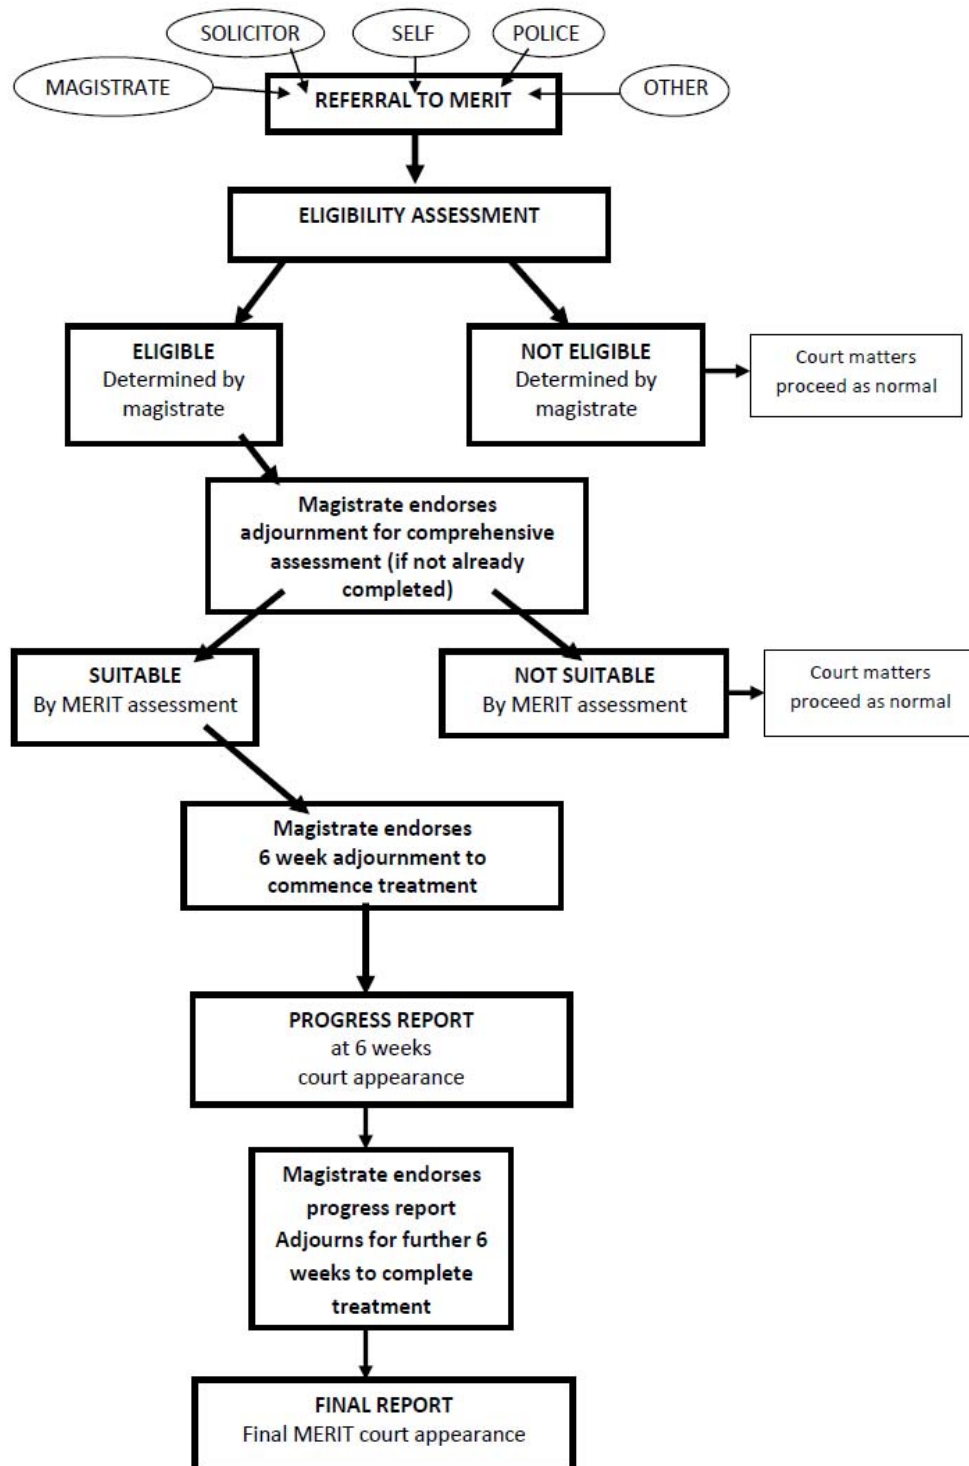 SOLICITOR
SELF
POLICE
MAGISTRATE
REFERRAL TO MERIT
OTHER
ELIGIBILITY ASSESSMENT
ELIGIBLE
Determined by
magistrate
NOT ELIGIBLE
Determined by
magistrate
Court matters
proceed as normal
Magistrate endorses
adjournment for comprehensive
assessment (if not already
completed)
SUITABLE
By MERIT assessment
NOT SUITABLE
By MERIT assessment
Court matters
proceed as normal
Magistrate endorses
6 week adjournment to
commence treatment
PROGRESS REPORT
at 6 weeks
court appearance
Magistrate endorses
progress report
Adjourns for further 6
weeks to complete
treatment
FINAL REPORT
Final MERIT court appearance